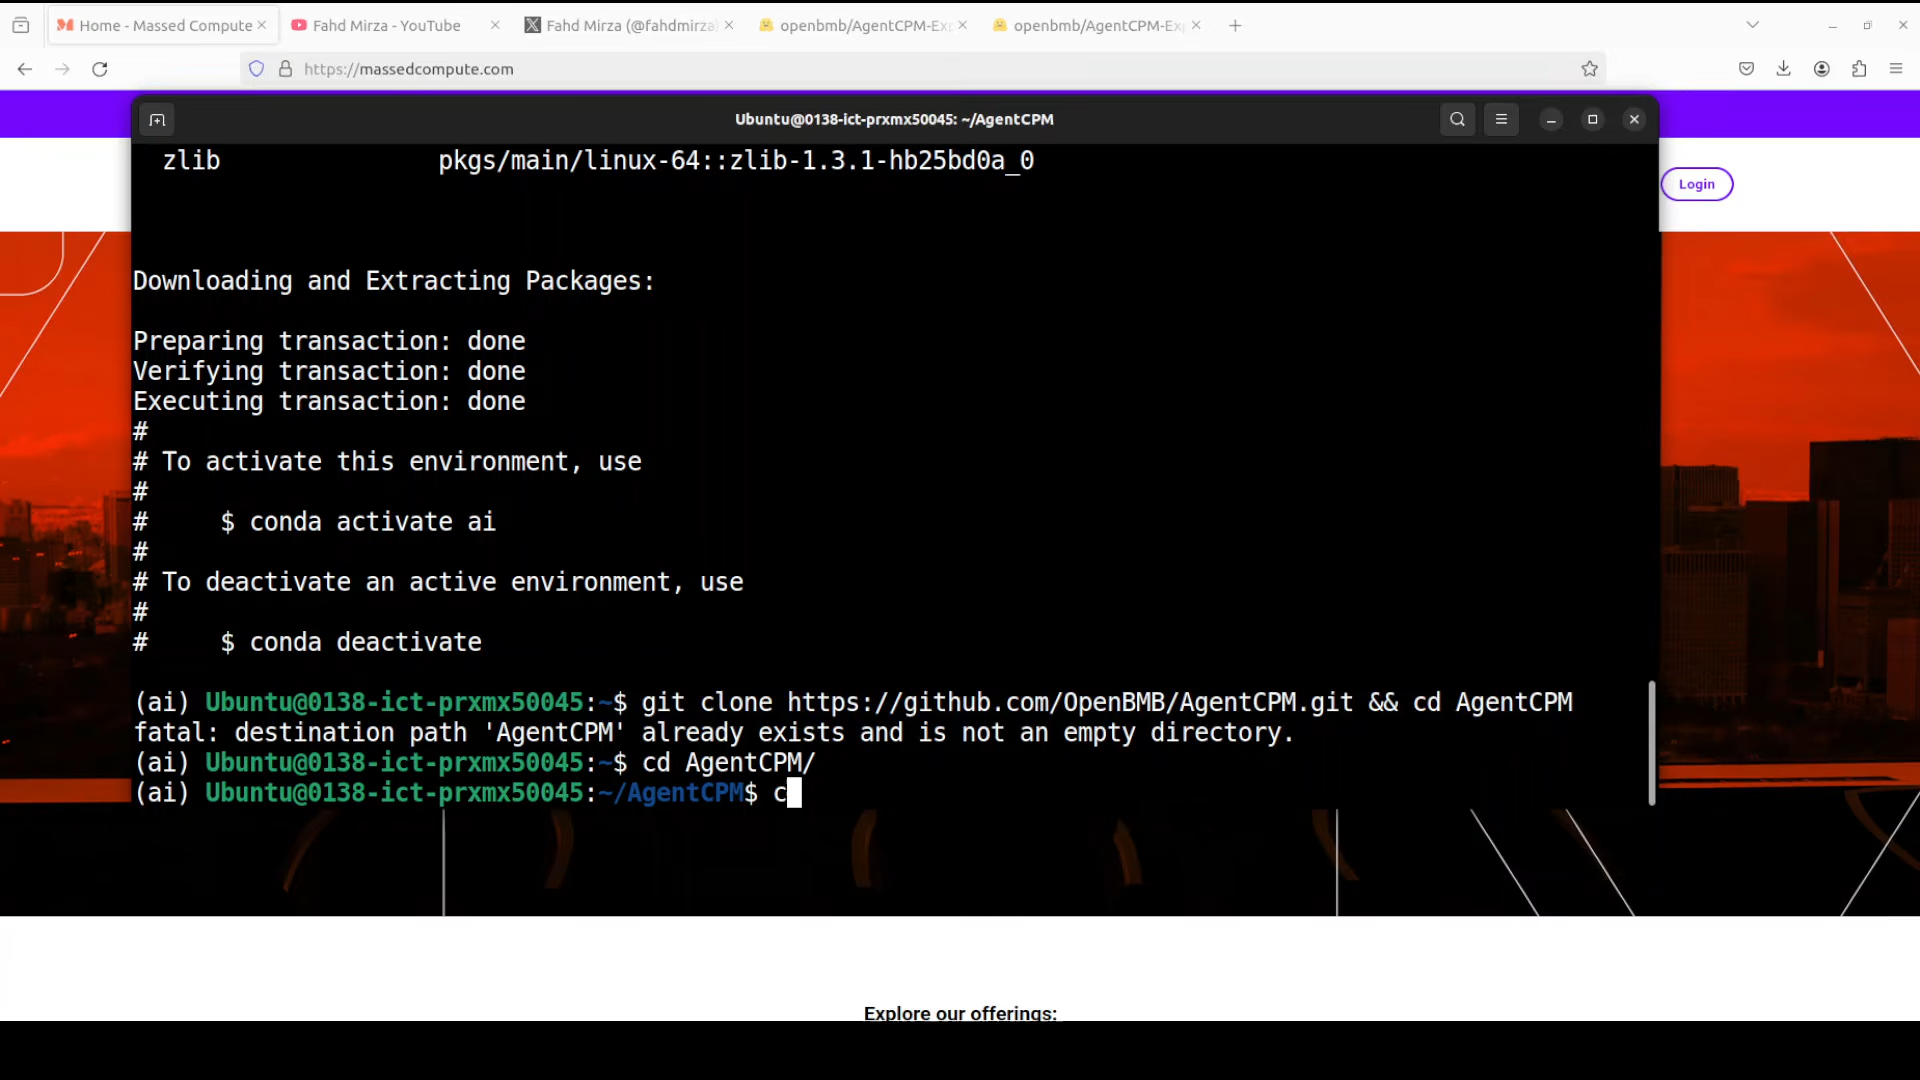 Home - Massed Compute
Fahd Mirza - YouTube
Fahd Mirza (@fahdmirza)
openbmb/AgentCPM-Ex
openbmb/AgentCPM-Exp
https://massedcompute.com
Ubuntu@0138-ict-prxmx50045: ~/AgentCPM
Login
zlib pkgs/main/linux-64::zlib-1.3.1-hb25bd0a_0
Downloading and Extracting Packages:
Preparing transaction: done
Verifying transaction: done
Executing transaction: done
#
# To activate this environment, use
#
# $ conda activate ai
#
# To deactivate an active environment, use
#
# $ conda deactivate
(ai) Ubuntu@0138-ict-prxmx50045:~$ git clone https://github.com/OpenBMB/AgentCPM.git && cd AgentCPM
fatal: destination path 'AgentCPM' already exists and is not an empty directory.
(ai) Ubuntu@0138-ict-prxmx50045:~$ cd AgentCPM/
(ai) Ubuntu@0138-ict-prxmx50045:~/AgentCPM$ c
Explore our offerings: